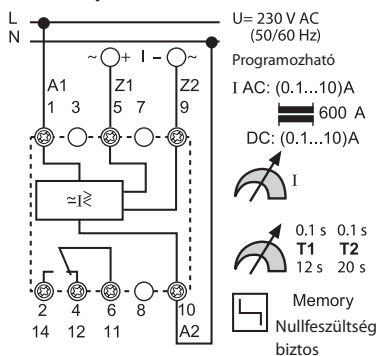 L
N
U= 230 V AC
(50/60 Hz)
~ + I – ~
Programozható
A1 Z1 Z2
1 3 5 7 9
I AC: (0.1...10)A
600 A
DC: (0.1...10)A
≃I≷
I
0.1 s 0.1 s
T1 T2
12 s 20 s
2 4 6 8 10
14 12 11 A2
Memory
Nullfeszültség
biztos